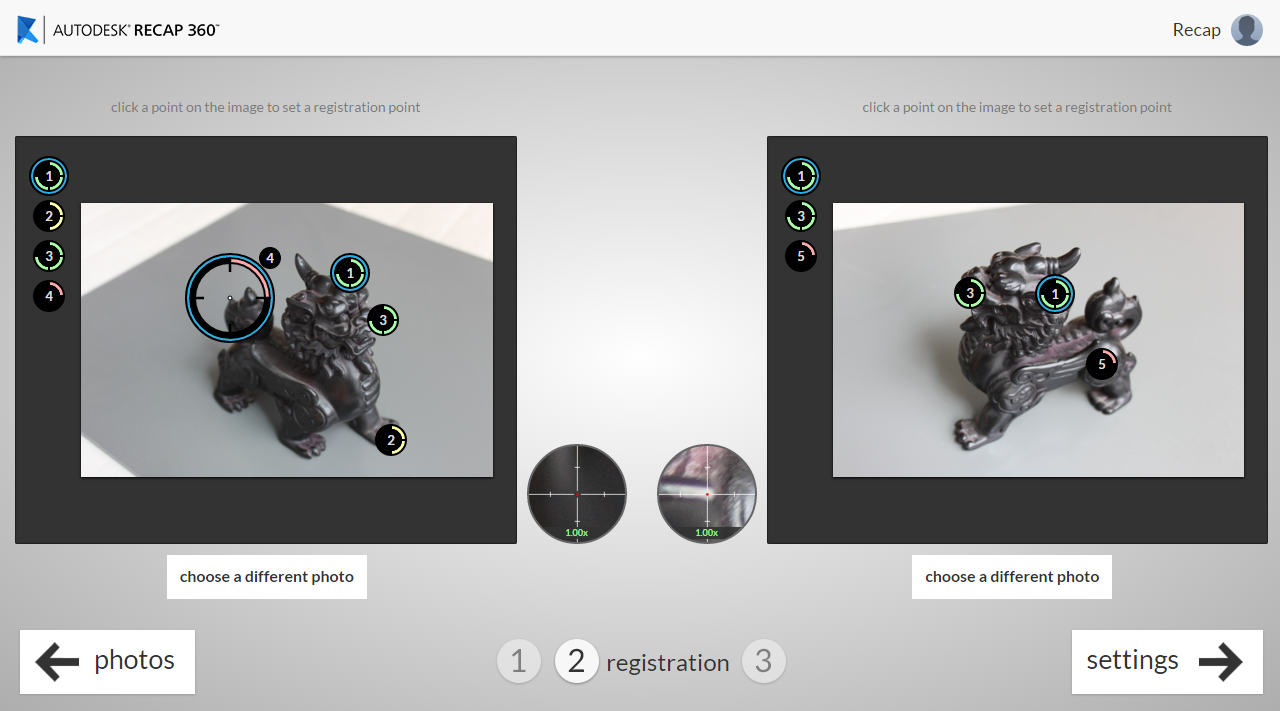 AUTODESK® RECAP 360™
Recap
click a point on the image to set a registration point
click a point on the image to set a registration point
1
2
3
4
4
1
3
2
1
3
5
3
1
5
1.00x
1.00x
choose a different photo
choose a different photo
photos
1
2
registration
3
settings